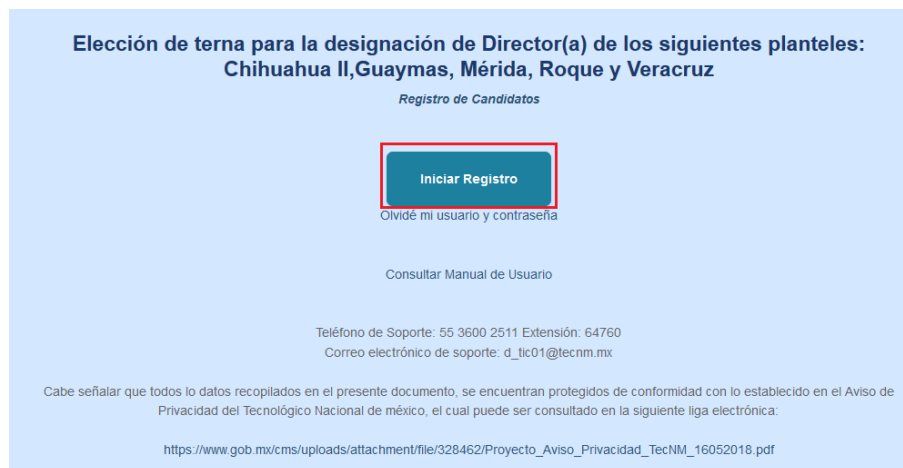 Elección de terna para la designación de Director(a) de los siguientes planteles:
Chihuahua II,Guaymas, Mérida, Roque y Veracruz
Registro de Candidatos
Iniciar Registro
Olvidé mi usuario y contraseña
Consultar Manual de Usuario
Teléfono de Soporte: 55 3600 2511 Extensión: 64760
Correo electrónico de soporte: d_tic01@tecnm.mx
Cabe señalar que todos lo datos recopilados en el presente documento, se encuentran protegidos de conformidad con lo establecido en el Aviso de
Privacidad del Tecnológico Nacional de méxico, el cual puede ser consultado en la siguiente liga electrónica:
https://www.gob.mx/cms/uploads/attachment/file/328462/Proyecto_Aviso_Privacidad_TecNM_16052018.pdf